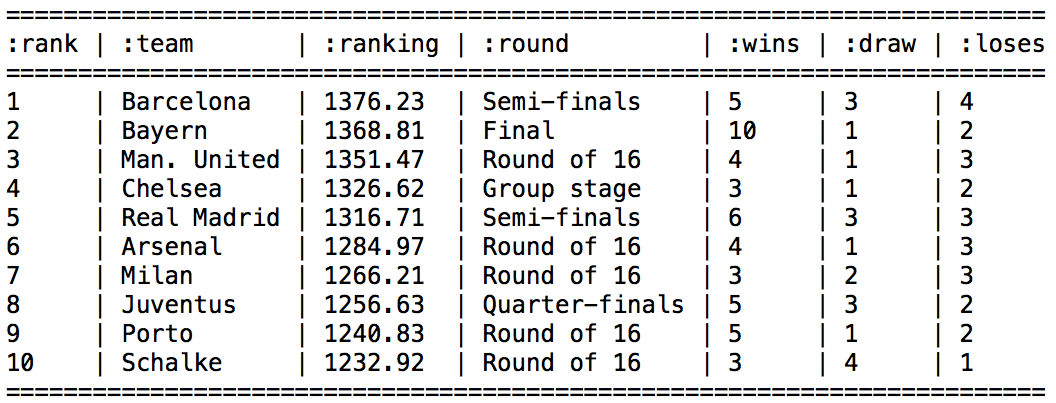 =========================================================================
:rank | :team        | :ranking | :round         | :wins | :draw | :loses
=========================================================================
1     | Barcelona    | 1376.23  | Semi-finals    | 5     | 3     | 4
2     | Bayern       | 1368.81  | Final          | 10    | 1     | 2
3     | Man. United  | 1351.47  | Round of 16    | 4     | 1     | 3
4     | Chelsea      | 1326.62  | Group stage    | 3     | 1     | 2
5     | Real Madrid  | 1316.71  | Semi-finals    | 6     | 3     | 3
6     | Arsenal      | 1284.97  | Round of 16    | 4     | 1     | 3
7     | Milan        | 1266.21  | Round of 16    | 3     | 2     | 3
8     | Juventus     | 1256.63  | Quarter-finals | 5     | 3     | 2
9     | Porto        | 1240.83  | Round of 16    | 5     | 1     | 2
10    | Schalke      | 1232.92  | Round of 16    | 3     | 4     | 1
=========================================================================